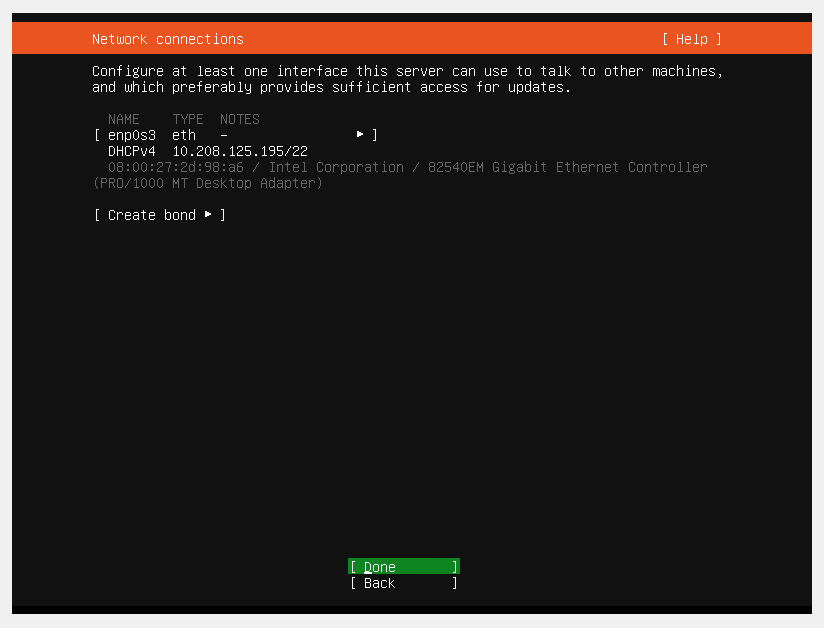 Network connections [ Help ]
Configure at least one interface this server can use to talk to other machines,
and which preferably provides sufficient access for updates.
NAME TYPE NOTES
[ enp0s3 eth - ▸ ]
DHCPv4 10.208.125.195/22
08:00:27:2d:98:a6 / Intel Corporation / 82540EM Gigabit Ethernet Controller
(PRO/1000 MT Desktop Adapter)
[ Create bond ▸ ]
[ Done ]
[ Back ]